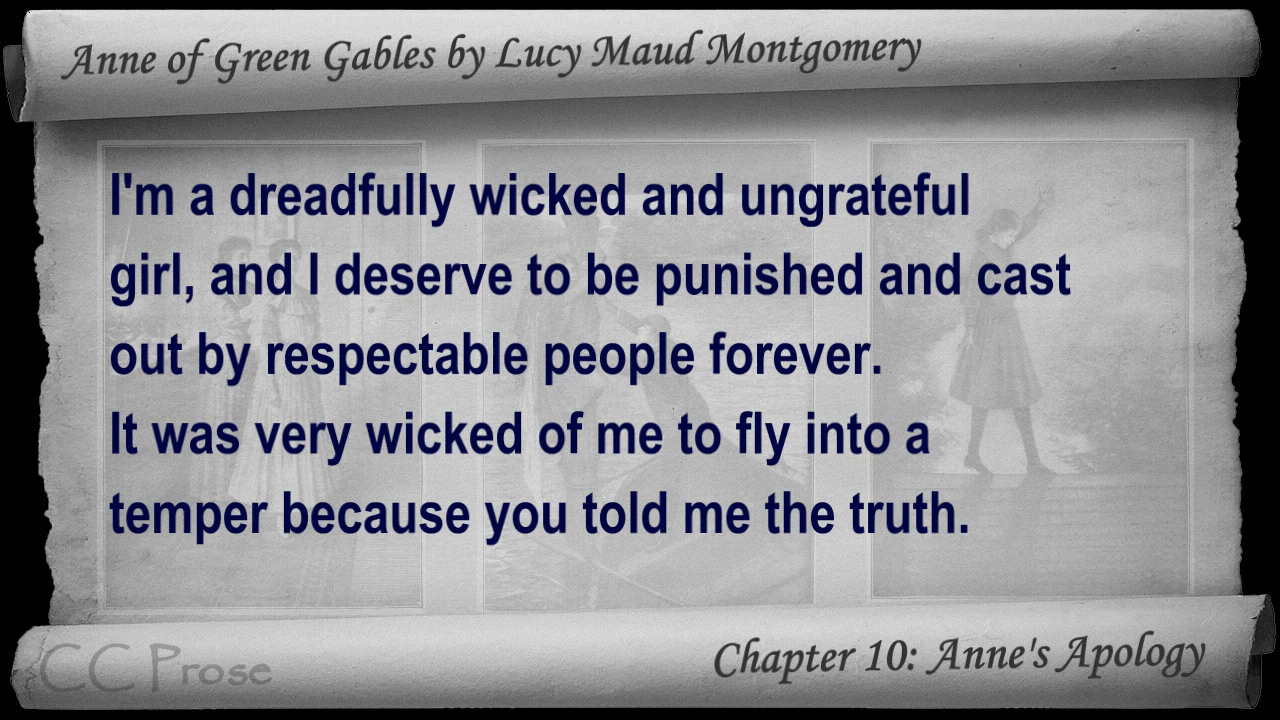 Anne of Green Gables by Lucy Maud Montgomery
I'm a dreadfully wicked and ungrateful
girl, and I deserve to be punished and cast
out by respectable people forever.
It was very wicked of me to fly into a
temper because you told me the truth.
CC Prose
Chapter 10: Anne's Apology